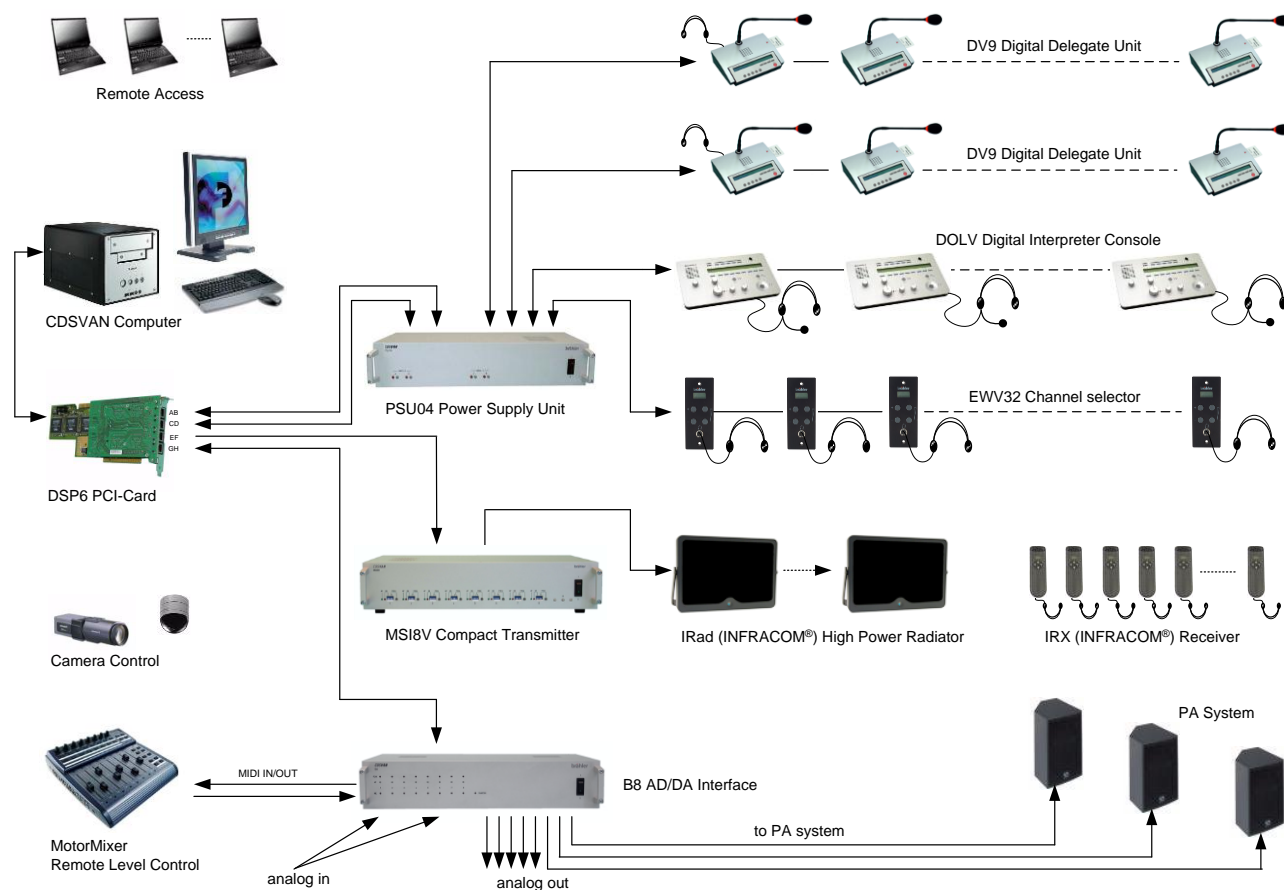 Remote Access
DV9 Digital Delegate Unit
DV9 Digital Delegate Unit
DOLV Digital Interpreter Console
CDSVAN Computer
PSU04 Power Supply Unit
EWV32 Channel selector
AB
CD
EF
GH
DSP6 PCI-Card
MSI8V Compact Transmitter
IRad (INFRACOM®) High Power Radiator
IRX (INFRACOM®) Receiver
Camera Control
PA System
MIDI IN/OUT
B8 AD/DA Interface
to PA system
MotorMixer
Remote Level Control
analog in
analog out